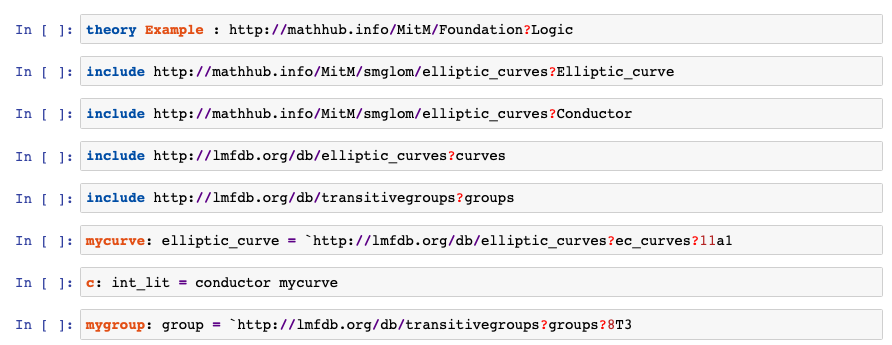 In [ ]: theory Example : http://mathhub.info/MitM/Foundation?Logic
In [ ]: include http://mathhub.info/MitM/smglom/elliptic_curves?Elliptic_curve
In [ ]: include http://mathhub.info/MitM/smglom/elliptic_curves?Conductor
In [ ]: include http://lmfdb.org/db/elliptic_curves?curves
In [ ]: include http://lmfdb.org/db/transitivegroups?groups
In [ ]: mycurve: elliptic_curve = `http://lmfdb.org/db/elliptic_curves?ec_curves?11a1
In [ ]: c: int_lit = conductor mycurve
In [ ]: mygroup: group = `http://lmfdb.org/db/transitivegroups?groups?8T3